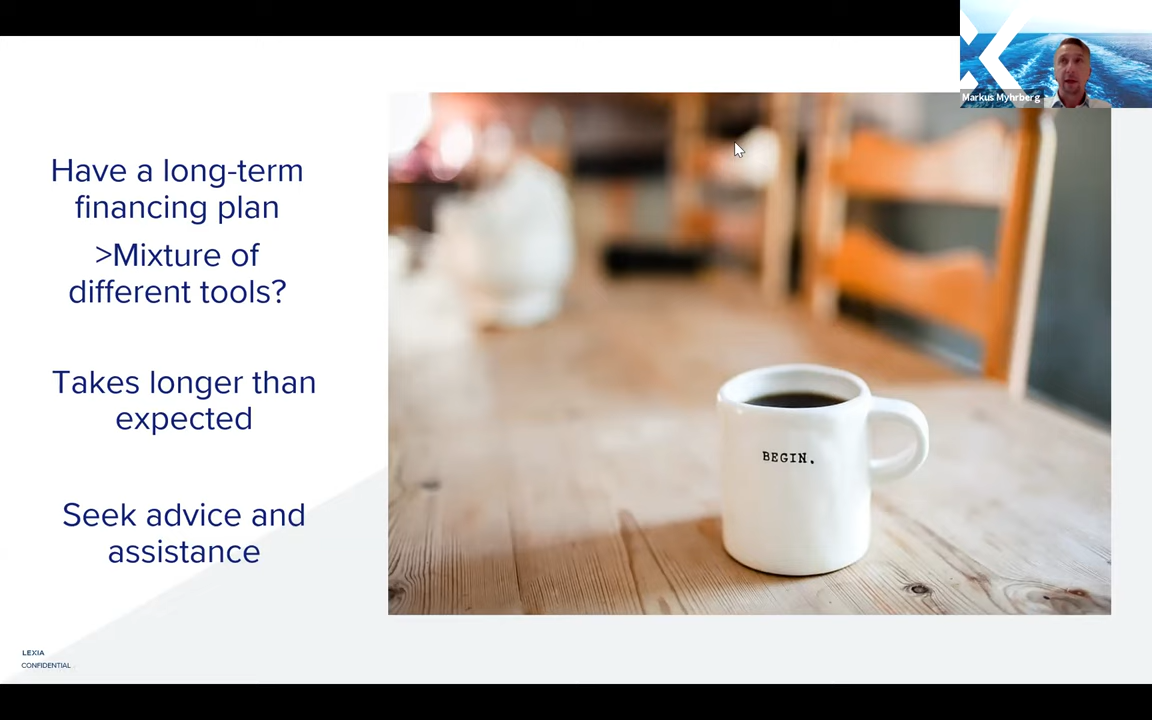 Markus Myhrberg
Have a long-term
financing plan
>Mixture of
different tools?
Takes longer than
expected
Seek advice and
assistance
BEGIN.
LEXIA
CONFIDENTIAL